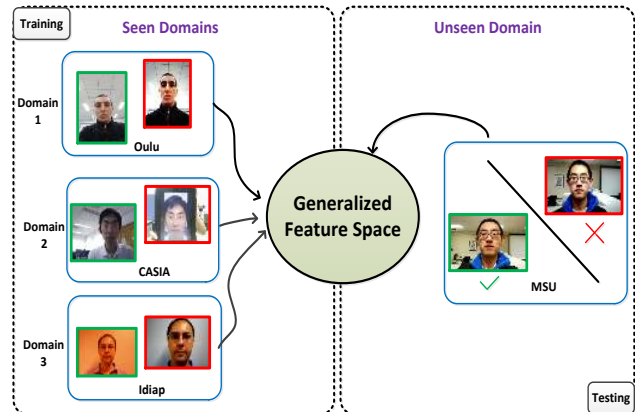 Training
Seen Domains
Unseen Domain
Domain
1
Oulu
Domain
2
CASIA
Domain
3
Idiap
Generalized
Feature Space
MSU
Testing